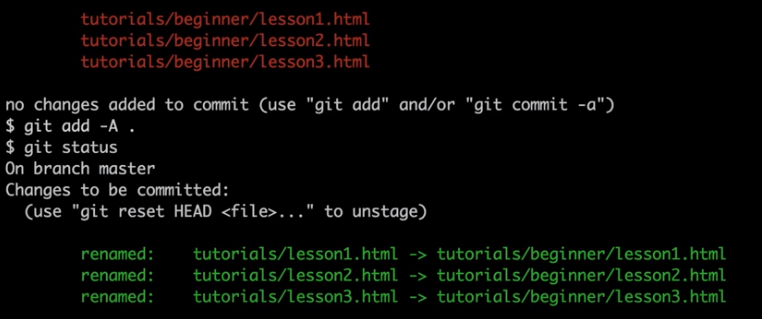 tutorials/beginner/lesson1.html
tutorials/beginner/lesson2.html
tutorials/beginner/lesson3.html
no changes added to commit (use "git add" and/or "git commit -a")
$ git add -A .
$ git status
On branch master
Changes to be committed:
(use "git reset HEAD <file>..." to unstage)
renamed: tutorials/lesson1.html -> tutorials/beginner/lesson1.html
renamed: tutorials/lesson2.html -> tutorials/beginner/lesson2.html
renamed: tutorials/lesson3.html -> tutorials/beginner/lesson3.html